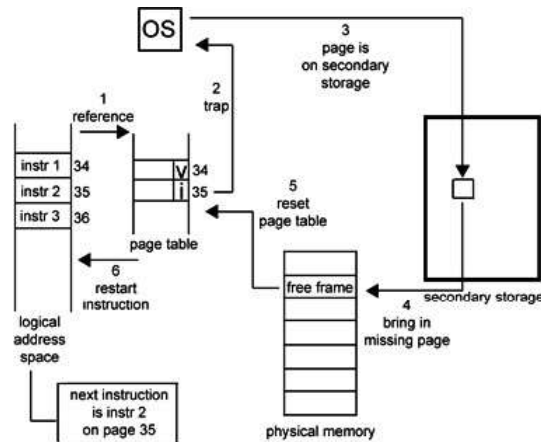 OS
3
page is
on secondary
storage
2
trap
1
reference
instr 1 34
instr 2 35
instr 3 36
v 34
i 35
page table
5
reset
page table
6
restart
instruction
logical
address
space
next instruction
is instr 2
on page 35
free frame
physical memory
4
bring in
missing page
secondary storage